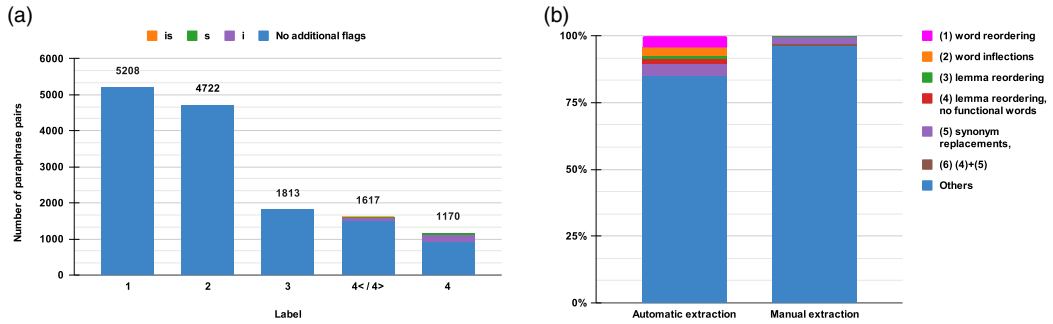 (a)
is s i No additional flags
Number of paraphrase pairs
6000
5000
4000
3000
2000
1000
0
5208
4722
1813
1617
1170
1 2 3 4< / 4> 4
Label
(b)
100%
75%
50%
25%
0%
Automatic extraction Manual extraction
(1) word reordering
(2) word inflections
(3) lemma reordering
(4) lemma reordering,
no functional words
(5) synonym
replacements,
(6) (4)+(5)
Others